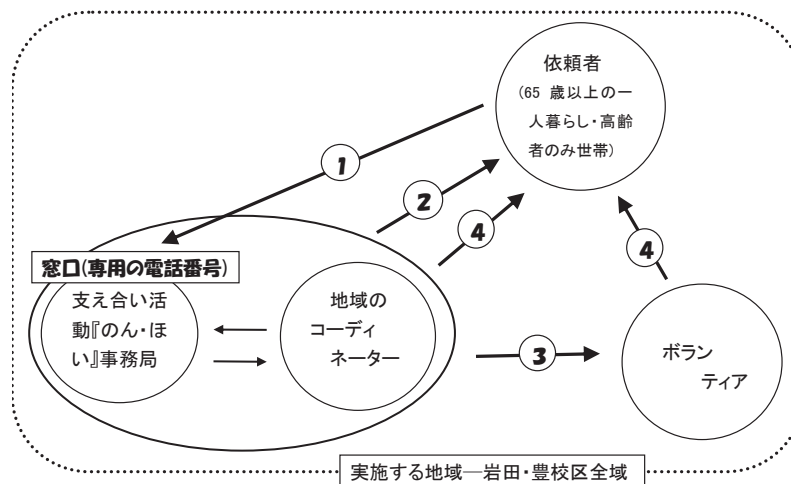 依頼者
(65 歳以上の一
人暮らし・高齢
者のみ世帯)
①
②
④
④
窓口(専用の電話番号)
支え合い活
動『のん・ほ
い』事務局
地域の
コーディ
ネーター
③
ボラン
ティア
実施する地域―岩田・豊校区全域